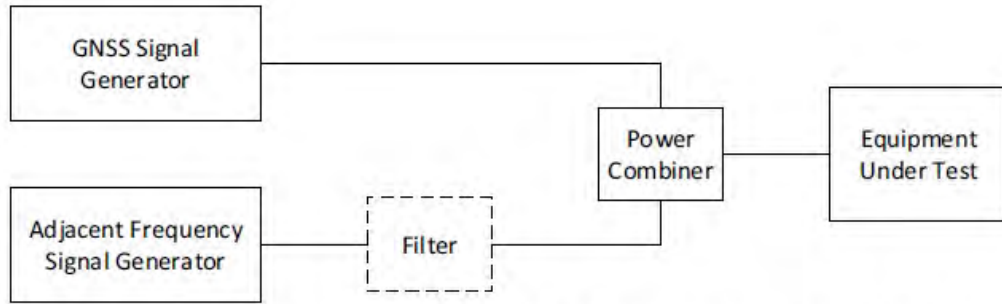 GNSS Signal
Generator
Power
Combiner
Equipment
Under Test
Adjacent Frequency
Signal Generator
Filter